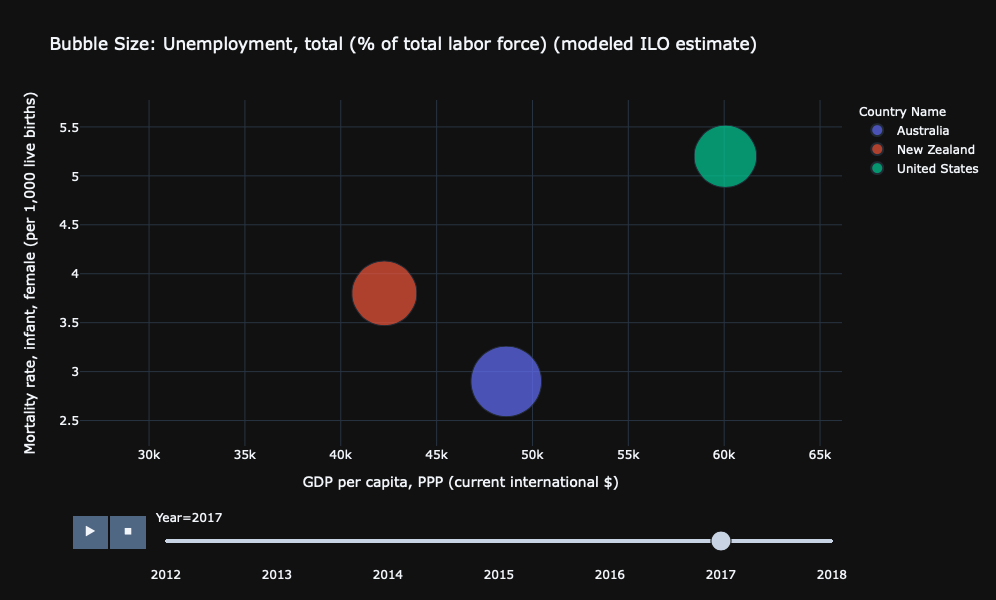 Bubble Size: Unemployment, total (% of total labor force) (modeled ILO estimate)
Mortality rate, infant, female (per 1,000 live births)
5.5
5
4.5
4
3.5
3
2.5
30k 35k 40k 45k 50k 55k 60k 65k
GDP per capita, PPP (current international $)
Country Name
Australia
New Zealand
United States
Year=2017
2012 2013 2014 2015 2016 2017 2018